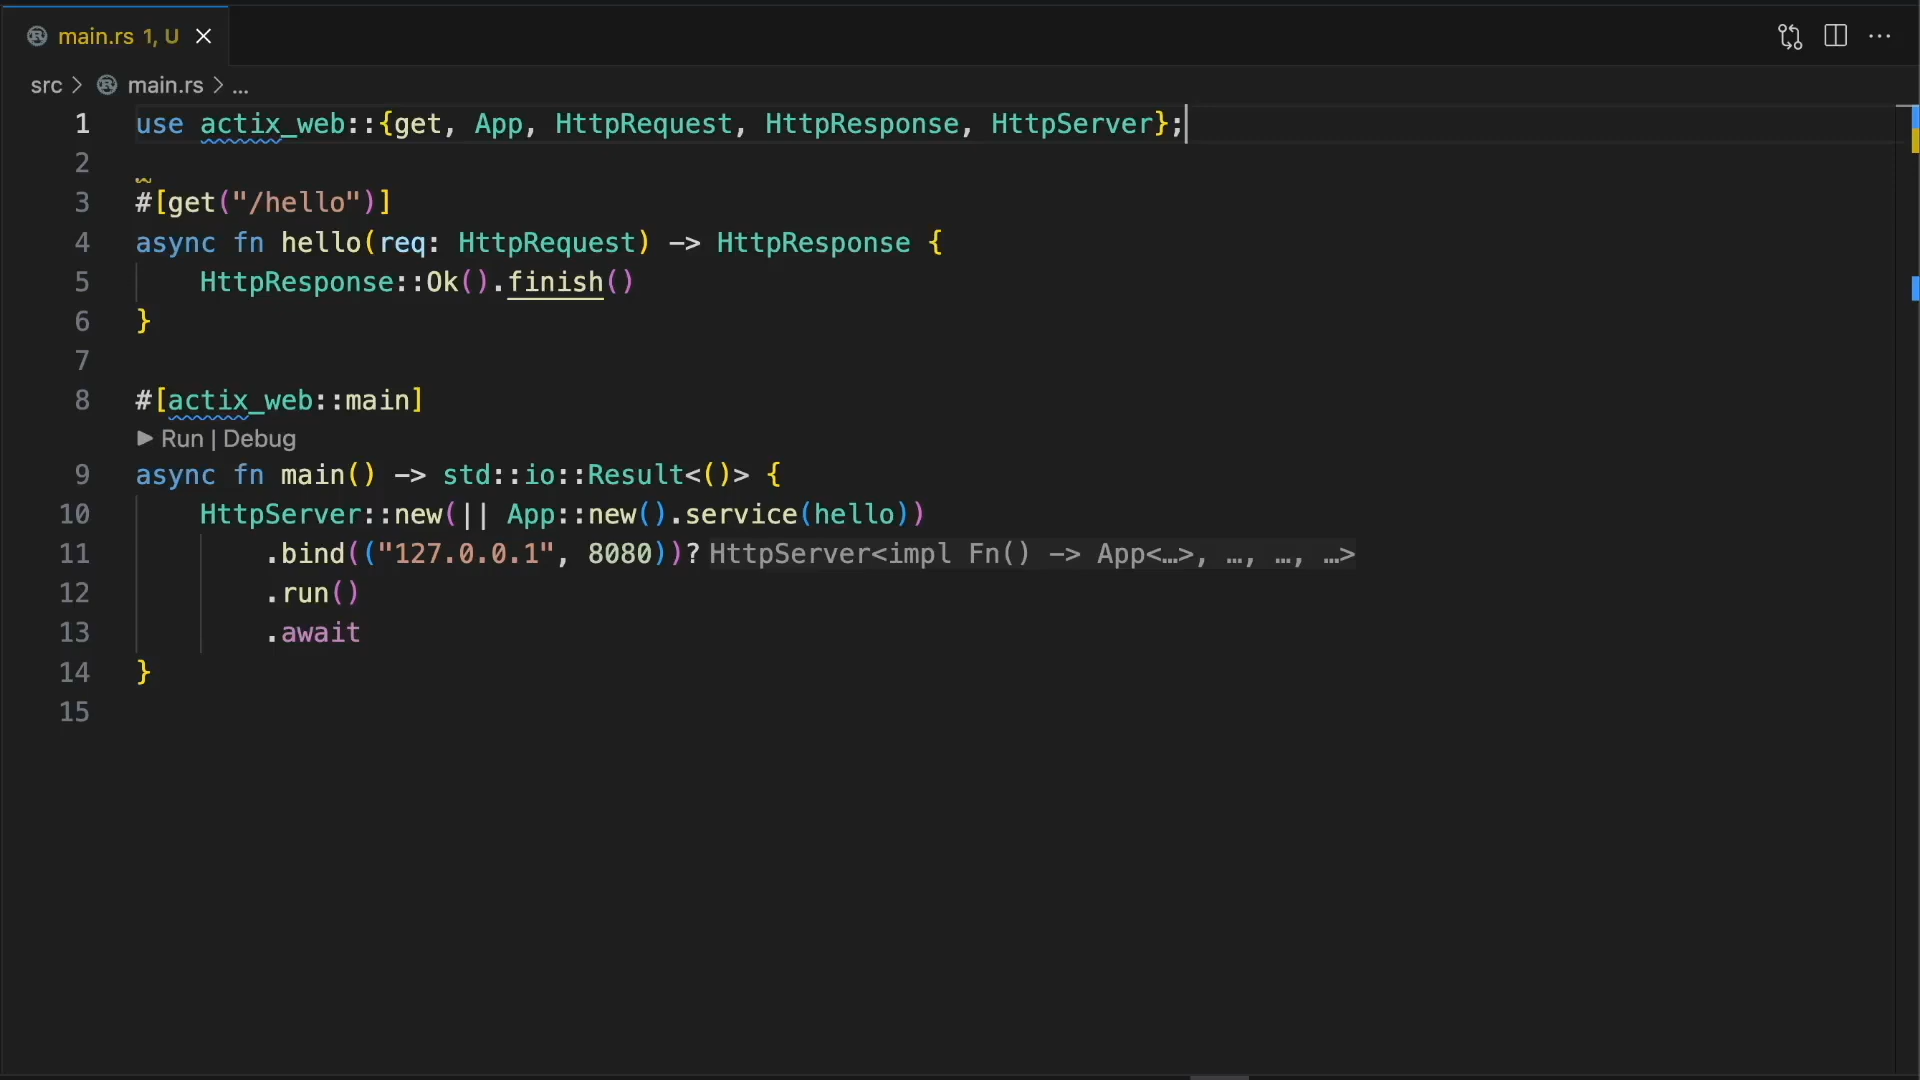 main.rs 1, U
src > main.rs > ...
1 use actix_web::{get, App, HttpRequest, HttpResponse, HttpServer};
2
3 #[get("/hello")]
4 async fn hello(req: HttpRequest) -> HttpResponse {
5     HttpResponse::Ok().finish()
6 }
7
8 #[actix_web::main]
Run | Debug
9 async fn main() -> std::io::Result<()> {
10     HttpServer::new(|| App::new().service(hello))
11         .bind(("127.0.0.1", 8080))? HttpServer<impl Fn() -> App<…>, …, …, …>
12         .run()
13         .await
14 }
15